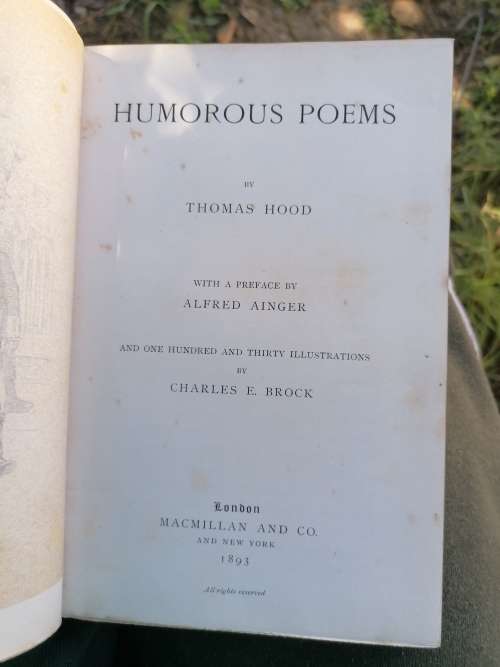 HUMOROUS POEMS
BY
THOMAS HOOD
WITH A PREFACE BY
ALFRED AINGER
AND ONE HUNDRED AND THIRTY ILLUSTRATIONS
BY
CHARLES E. BROCK
London
MACMILLAN AND CO.
AND NEW YORK
1893
All rights reserved